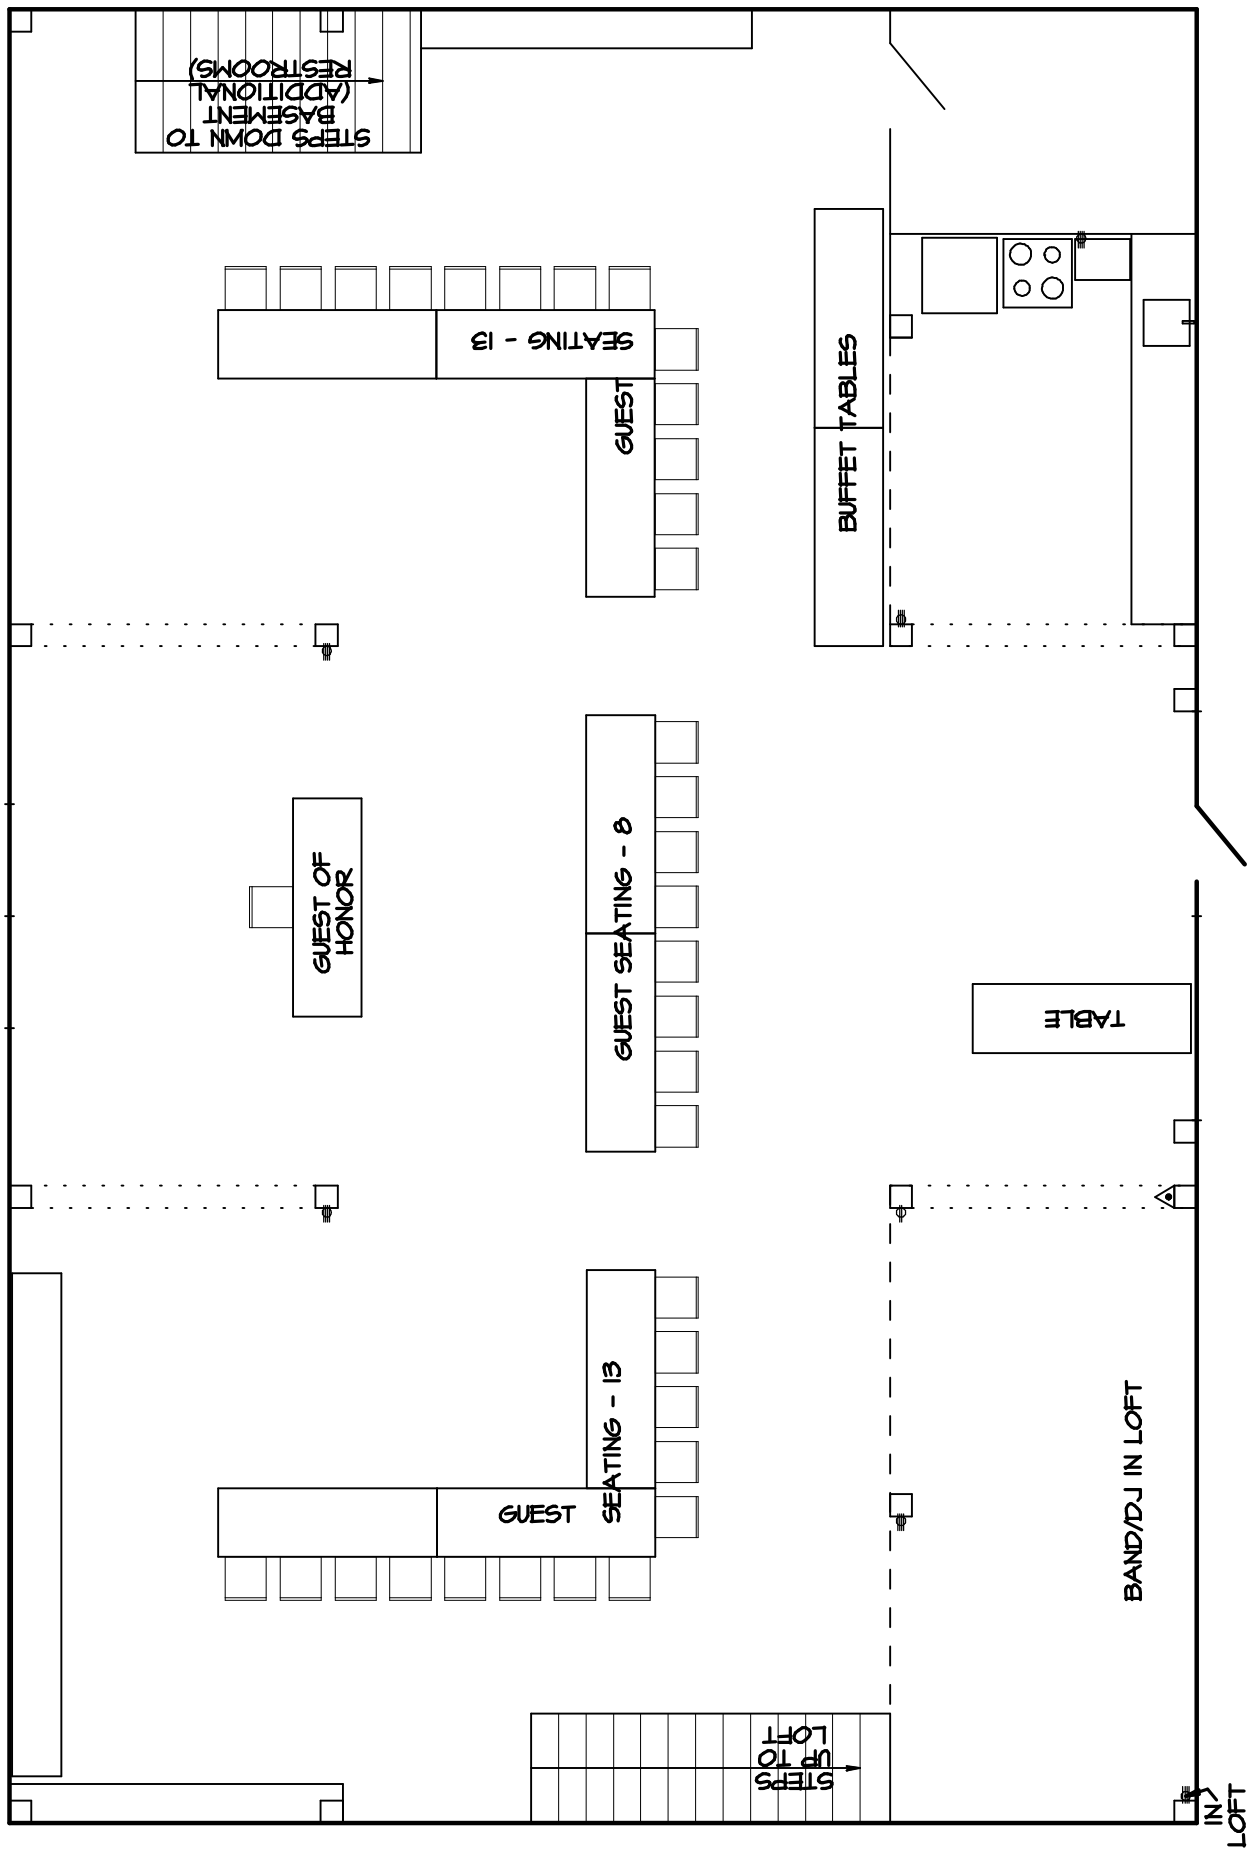 STEPS DOWN TO
BASEMENT
(ADDITIONAL
RESTROOMS)
GUEST
SEATING - 13
BUFFET TABLES
GUEST OF
HONOR
GUEST SEATING - 8
TABLE
GUEST
SEATING - 13
BAND/DJ IN LOFT
STEPS
UP TO
LOFT
IN
LOFT